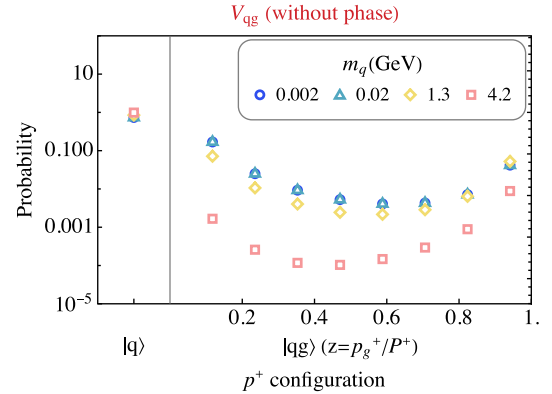 V_qg (without phase)
m_q(GeV)
0.002 0.02 1.3 4.2
Probability
10
0.100
0.001
10^-5
0.2 0.4 0.6 0.8 1.
|q⟩ |qg⟩ (z=p_g^+/P^+)
p^+ configuration